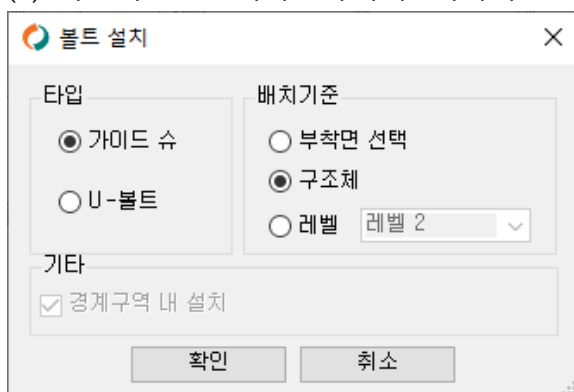 볼트 설치
타입
가이드 슈
U-볼트
배치기준
부착면 선택
구조체
레벨 레벨 2
기타
경계구역 내 설치
확인 취소